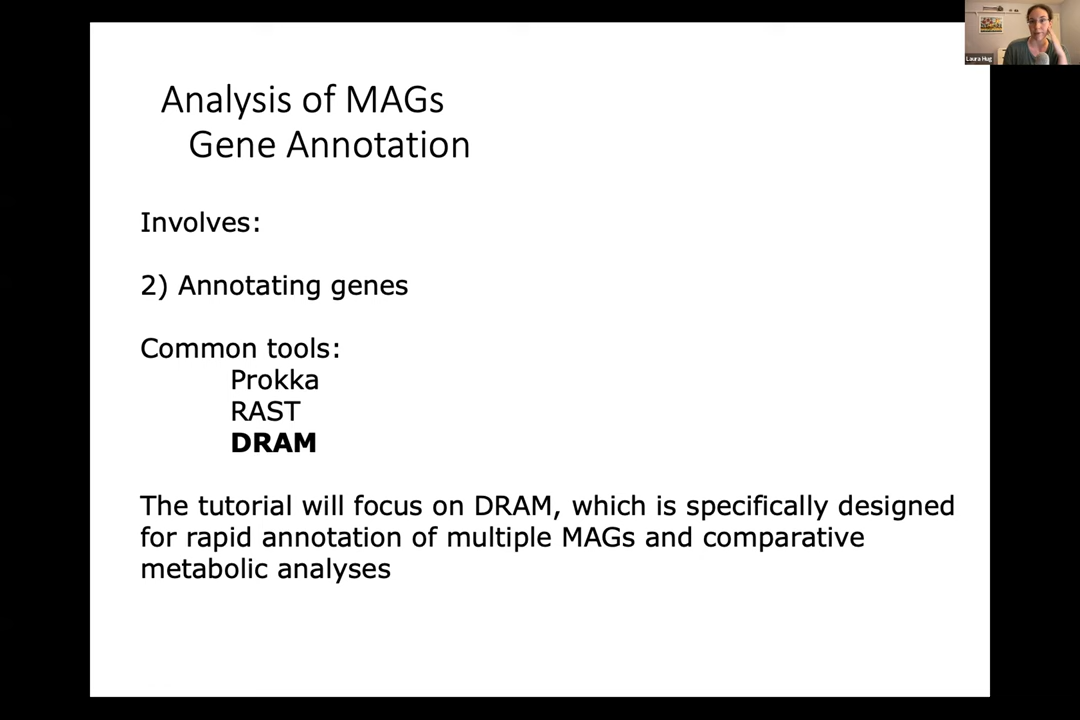 Laura Hug
Analysis of MAGs
Gene Annotation
Involves:
2) Annotating genes
Common tools:
Prokka
RAST
DRAM
The tutorial will focus on DRAM, which is specifically designed
for rapid annotation of multiple MAGs and comparative
metabolic analyses